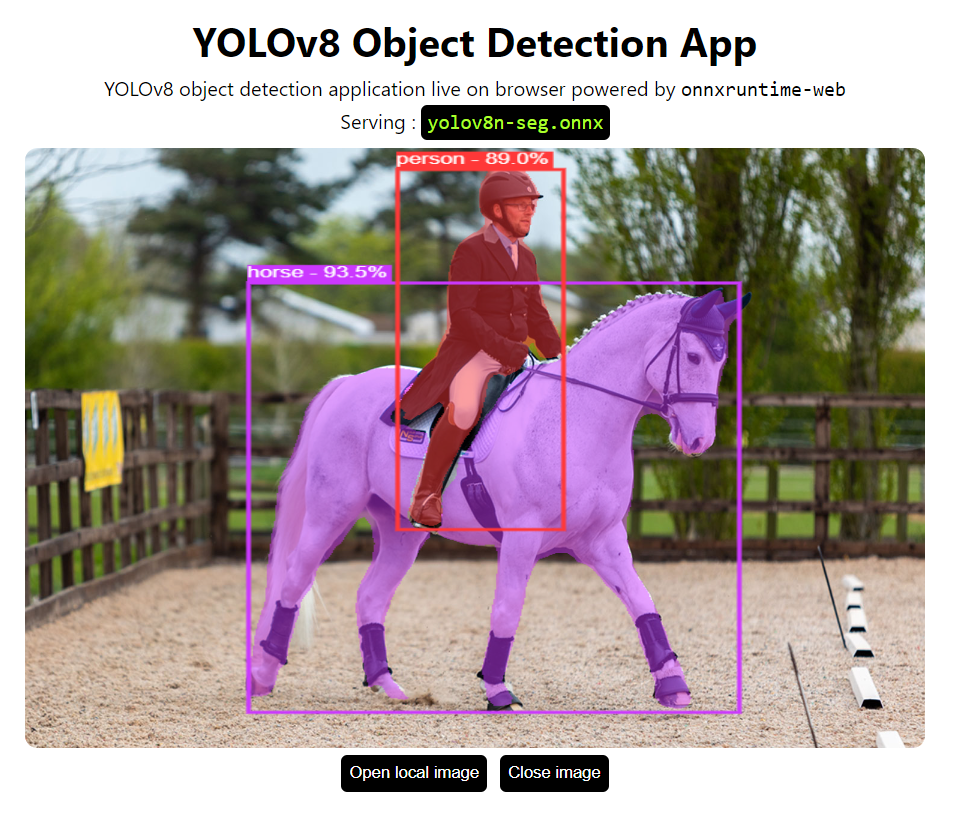 YOLOv8 Object Detection App
YOLOv8 object detection application live on browser powered by onnxruntime-web
Serving : yolov8n-seg.onnx
person - 89.0%
horse - 93.5%
Open local image Close image